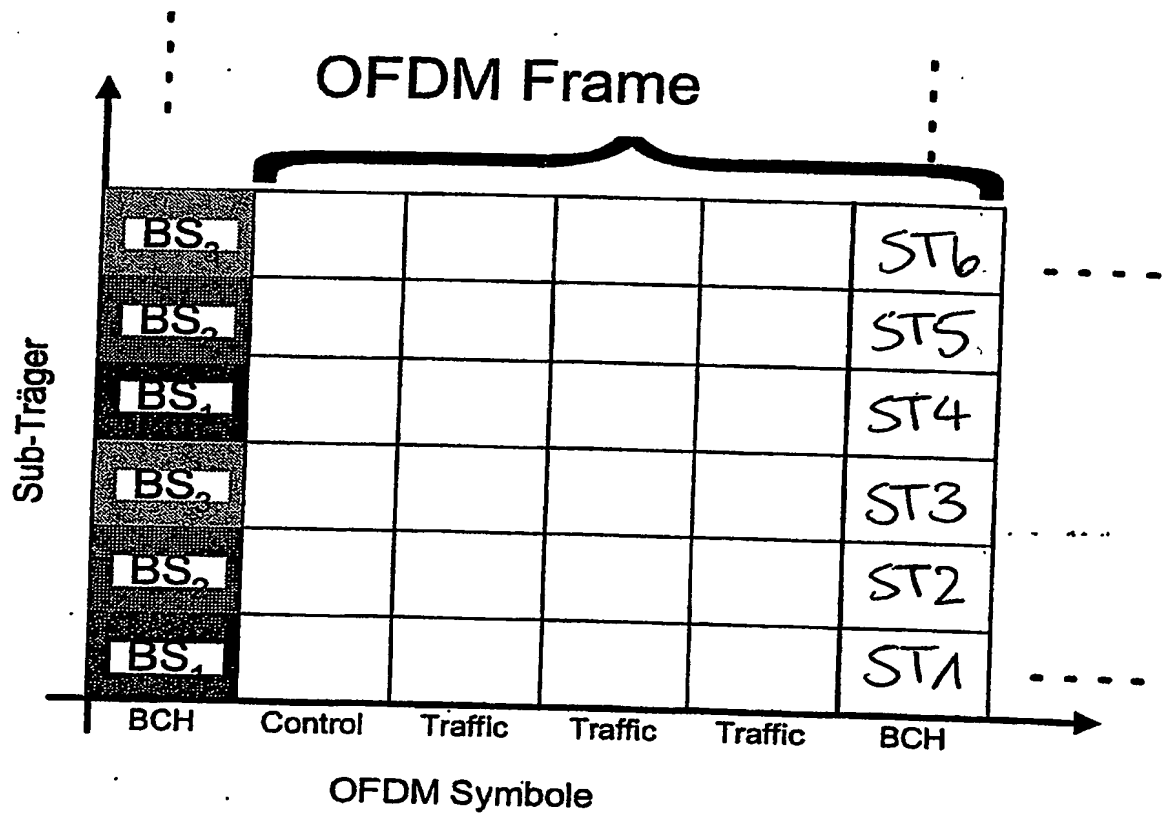 OFDM Frame
Sub-Träger
BS₃ ST6
BS₂ ST5
BS₁ ST4
BS₃ ST3
BS₂ ST2
BS₁ ST1
BCH Control Traffic Traffic Traffic BCH
OFDM Symbole